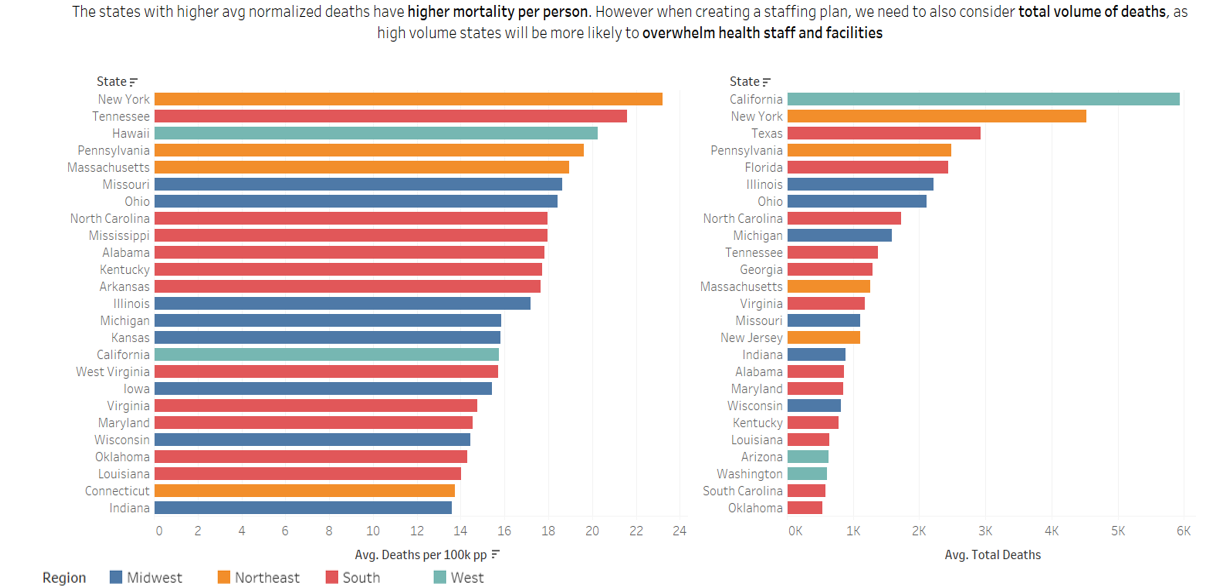 The states with higher avg normalized deaths have higher mortality per person. However when creating a staffing plan, we need to also consider total volume of deaths, as
high volume states will be more likely to overwhelm health staff and facilities
State
New York
Tennessee
Hawaii
Pennsylvania
Massachusetts
Missouri
Ohio
North Carolina
Mississippi
Alabama
Kentucky
Arkansas
Illinois
Michigan
Kansas
California
West Virginia
Iowa
Virginia
Maryland
Wisconsin
Oklahoma
Louisiana
Connecticut
Indiana
0 2 4 6 8 10 12 14 16 18 20 22 24
Avg. Deaths per 100k pp
State
California
New York
Texas
Pennsylvania
Florida
Illinois
Ohio
North Carolina
Michigan
Tennessee
Georgia
Massachusetts
Virginia
Missouri
New Jersey
Indiana
Alabama
Maryland
Wisconsin
Kentucky
Louisiana
Arizona
Washington
South Carolina
Oklahoma
0K 1K 2K 3K 4K 5K 6K
Avg. Total Deaths
Region Midwest Northeast South West